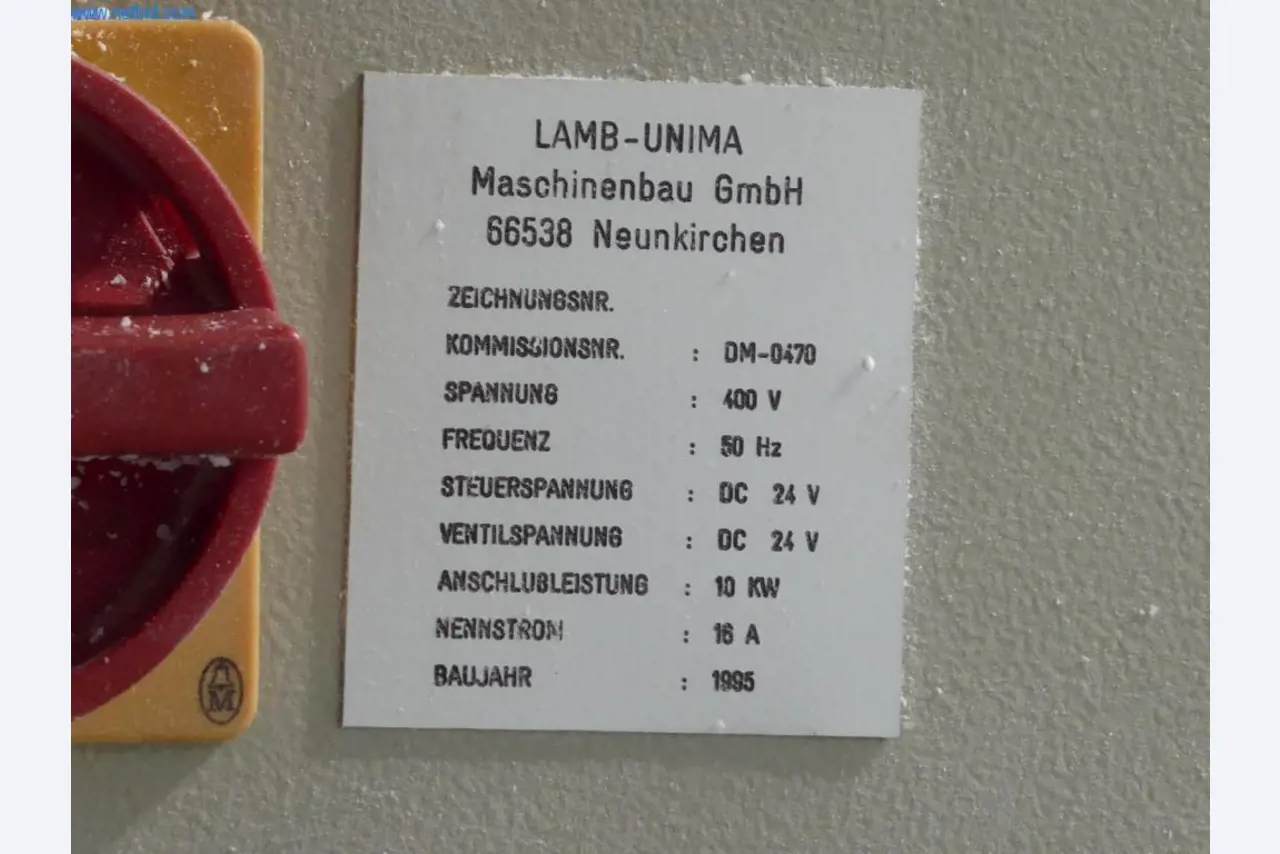 LAMB-UNIMA
Maschinenbau GmbH
66538 Neunkirchen
ZEICHNUNGSNR.
KOMMISSIONSNR. : DM-0470
SPANNUNG : 400 V
FREQUENZ : 50 Hz
STEUERSPANNUNG : DC 24 V
VENTILSPANNUNG : DC 24 V
ANSCHLUßLEISTUNG : 10 KW
NENNSTROM : 16 A
BAUJAHR : 1995